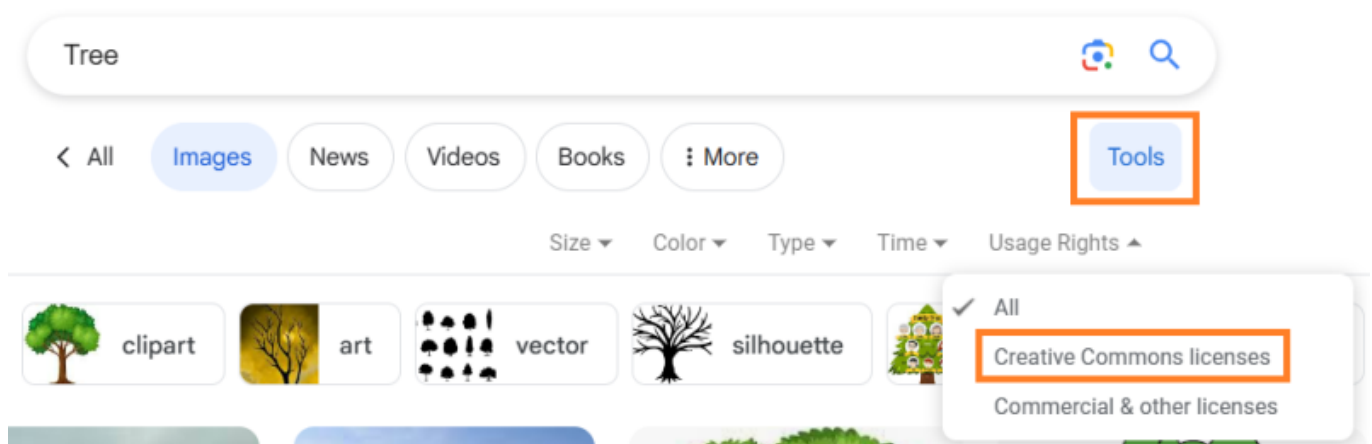 Tree
All Images News Videos Books More Tools
Size Color Type Time Usage Rights
All
clipart art vector silhouette
Creative Commons licenses
Commercial & other licenses